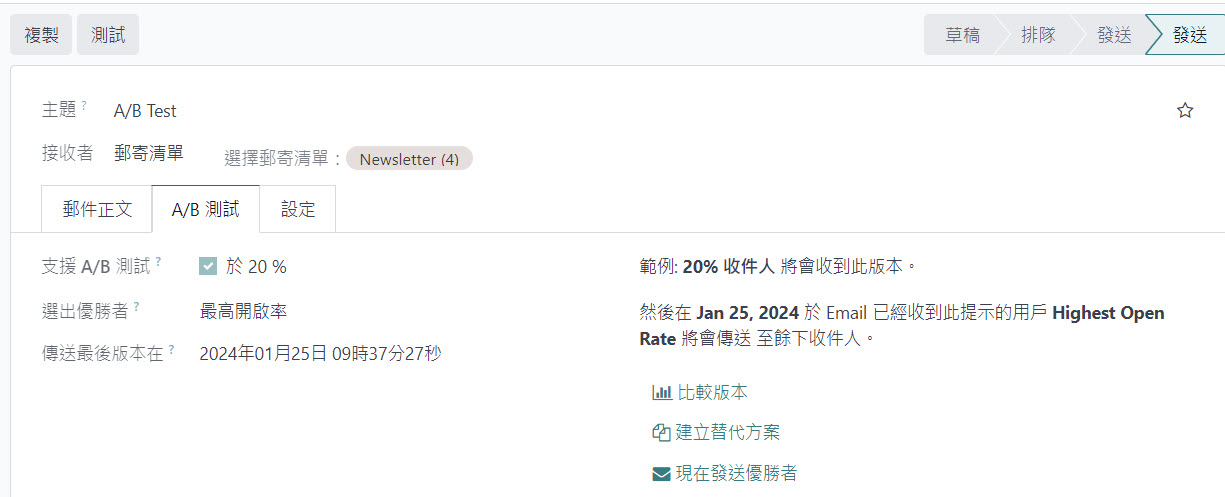 複製 測試 草稿 排隊 發送 發送
主題 ? A/B Test
接收者 郵寄清單 選擇郵寄清單： Newsletter (4)
郵件正文 A/B 測試 設定
支援 A/B 測試 ? 於 20 % 範例: 20% 收件人 將會收到此版本。
選出優勝者 ? 最高開啟率 然後在 Jan 25, 2024 於 Email 已經收到此提示的用戶 Highest Open
Rate 將會傳送 至餘下收件人。
傳送最後版本在 ? 2024年01月25日 09時37分27秒
比較版本
建立替代方案
現在發送優勝者